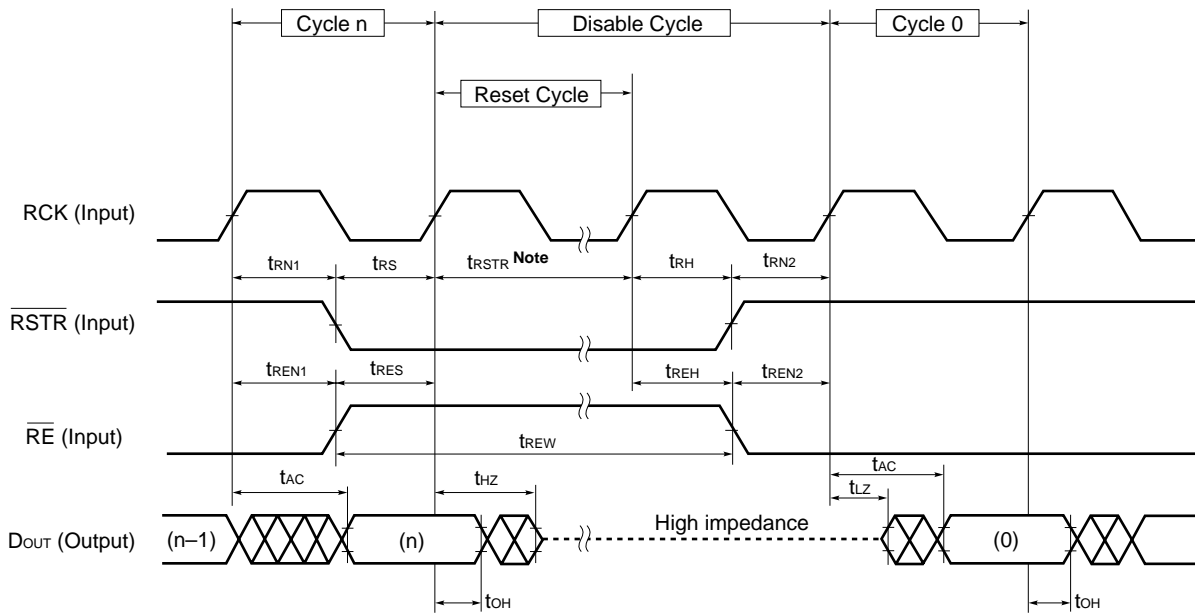 Cycle n Disable Cycle Cycle 0
Reset Cycle
RCK (Input)
tRN1 tRS tRSTR Note tRH tRN2
RSTR (Input)
tREN1 tRES tREH tREN2
RE (Input)
tREW
tAC tHZ tAC
tLZ
High impedance
DOUT (Output) (n–1) (n) (0)
tOH tOH